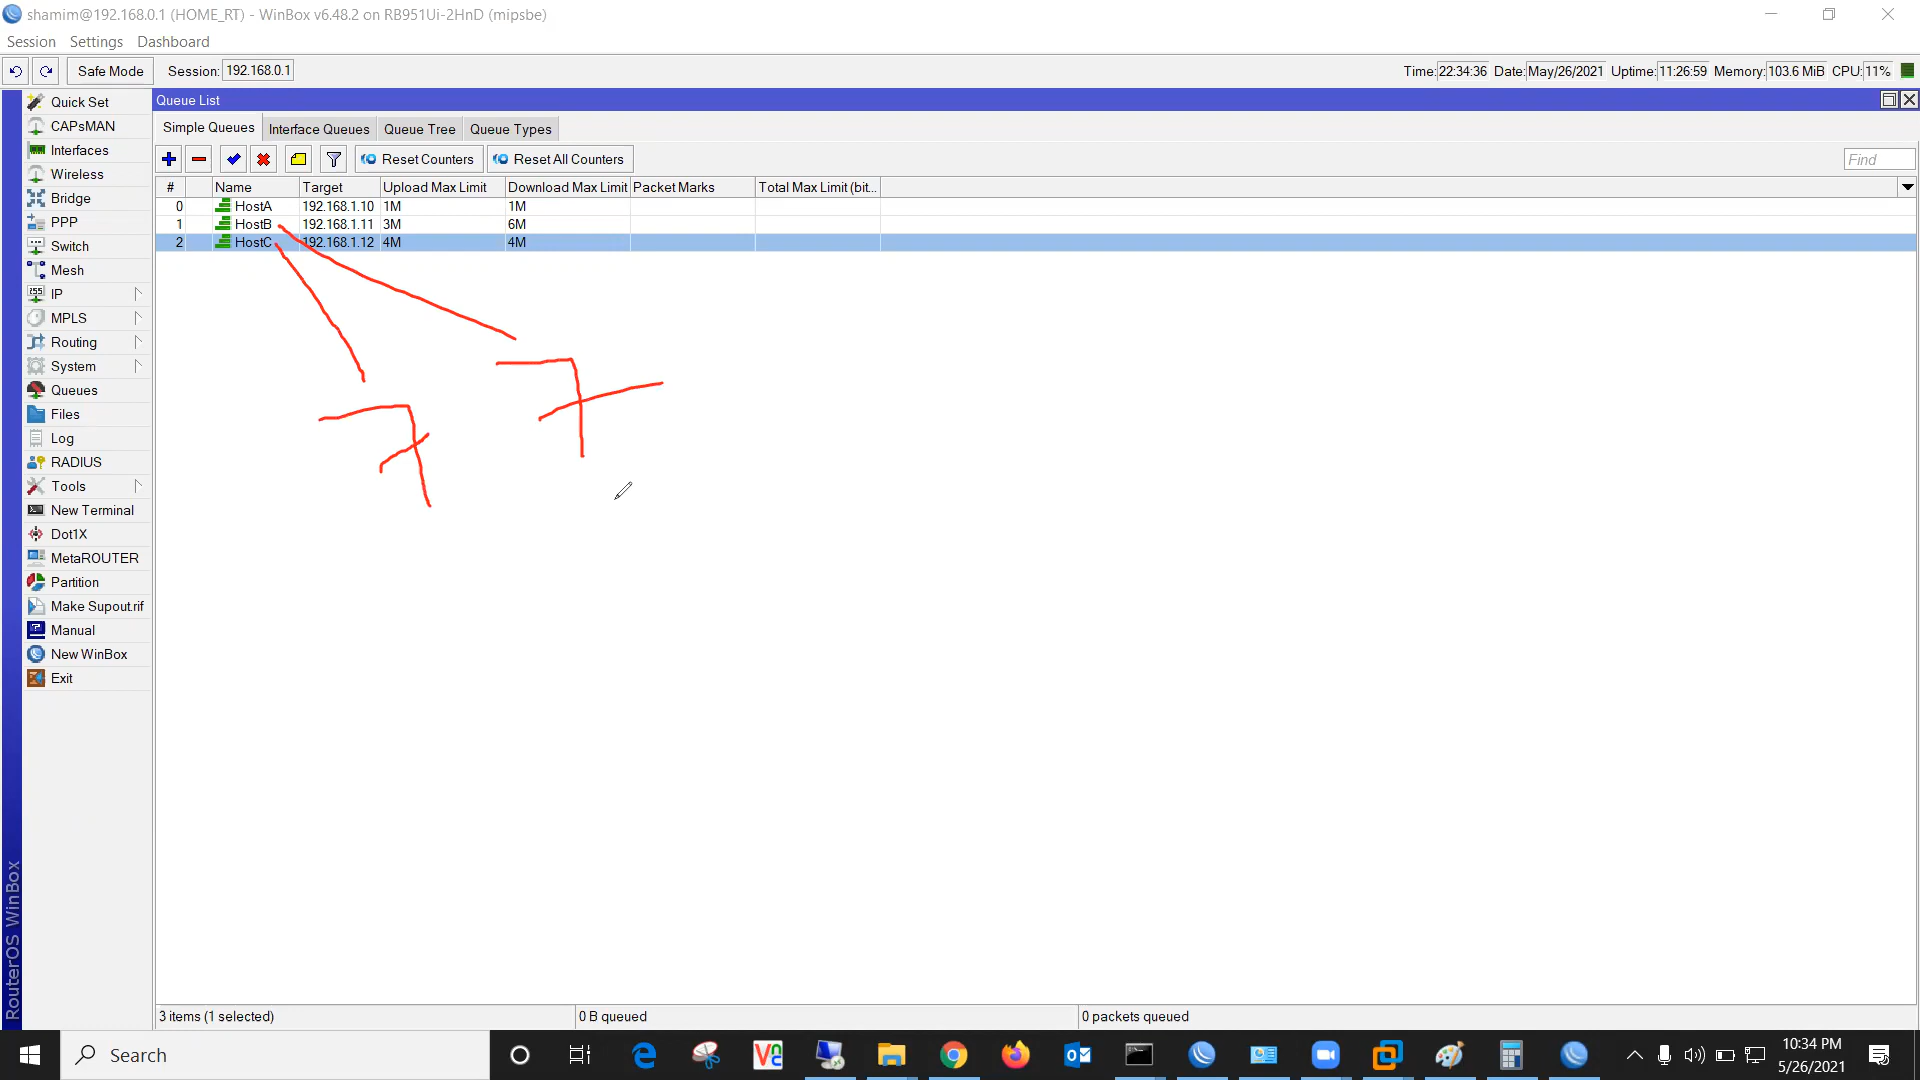 shamim@192.168.0.1 (HOME_RT) - WinBox v6.48.2 on RB951Ui-2HnD (mipsbe)
Session Settings Dashboard
Safe Mode Session: 192.168.0.1 Time: 22:34:36 Date: May/26/2021 Uptime: 11:26:59 Memory: 103.6 MiB CPU: 11%
Quick Set
CAPsMAN
Interfaces
Wireless
Bridge
PPP
Switch
Mesh
IP
MPLS
Routing
System
Queues
Files
Log
RADIUS
Tools
New Terminal
Dot1X
MetaROUTER
Partition
Make Supout.rif
Manual
New WinBox
Exit
RouterOS WinBox
Queue List
Simple Queues Interface Queues Queue Tree Queue Types
Reset Counters Reset All Counters Find
# Name Target Upload Max Limit Download Max Limit Packet Marks Total Max Limit (bit...
0 HostA 192.168.1.10 1M 1M
1 HostB 192.168.1.11 3M 6M
2 HostC 192.168.1.12 4M 4M
3 items (1 selected) 0 B queued 0 packets queued
Search
10:34 PM
5/26/2021